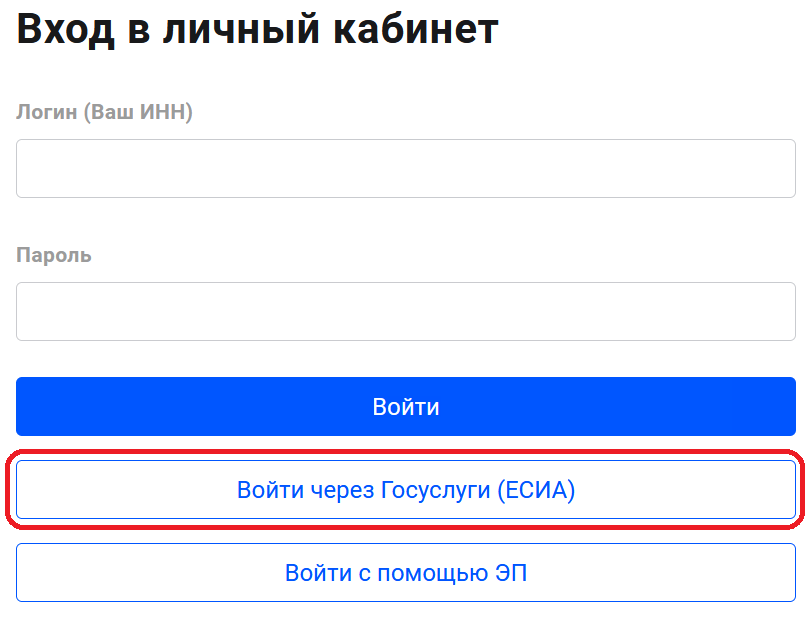 Вход в личный кабинет
Логин (Ваш ИНН)
Пароль
Войти
Войти через Госуслуги (ЕСИА)
Войти с помощью ЭП